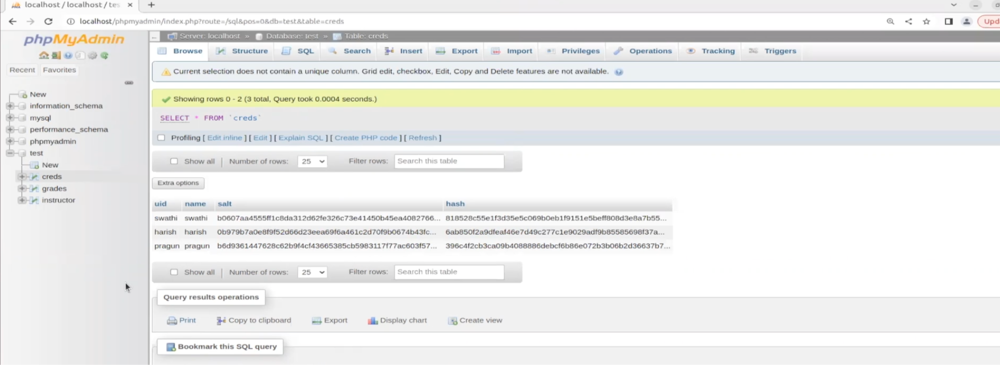 localhost / localhost / tes
localhost/phpmyadmin/index.php?route=/sql&pos=0&db=test&table=creds
phpMyAdmin
Recent Favorites
New
information_schema
mysql
performance_schema
phpmyadmin
test
New
creds
grades
instructor
Server: localhost » Database: test » Table: creds
Browse Structure SQL Search Insert Export Import Privileges Operations Tracking Triggers
Current selection does not contain a unique column. Grid edit, checkbox, Edit, Copy and Delete features are not available.
Showing rows 0 - 2 (3 total, Query took 0.0004 seconds.)
SELECT * FROM `creds`
Profiling [ Edit inline ] [ Edit ] [ Explain SQL ] [ Create PHP code ] [ Refresh ]
Show all | Number of rows: 25 Filter rows: Search this table
Extra options
uid name salt hash
swathi swathi b0607aa4555ff1c8da312d62fe326c73e41450b45ea4082766... 818528c55e1f3d35e5c069b0eb1f9151e5beff808d3e8a7b55...
harish harish 0b979b7a0e8f9f52d66d23eea69f6a461c2d70f9b0674b43fc... 6ab850f2a9dfeaf46e7d49c277c1e9029adf9b85585698f37a...
pragun pragun b6d9361447628c62b9f4cf43665385cb5983117f77ac603f57... 396c4f2cb3ca09b4088886debcf6b86e072b3b06b2d36637b7...
Show all | Number of rows: 25 Filter rows: Search this table
Query results operations
Print Copy to clipboard Export Display chart Create view
Bookmark this SQL query